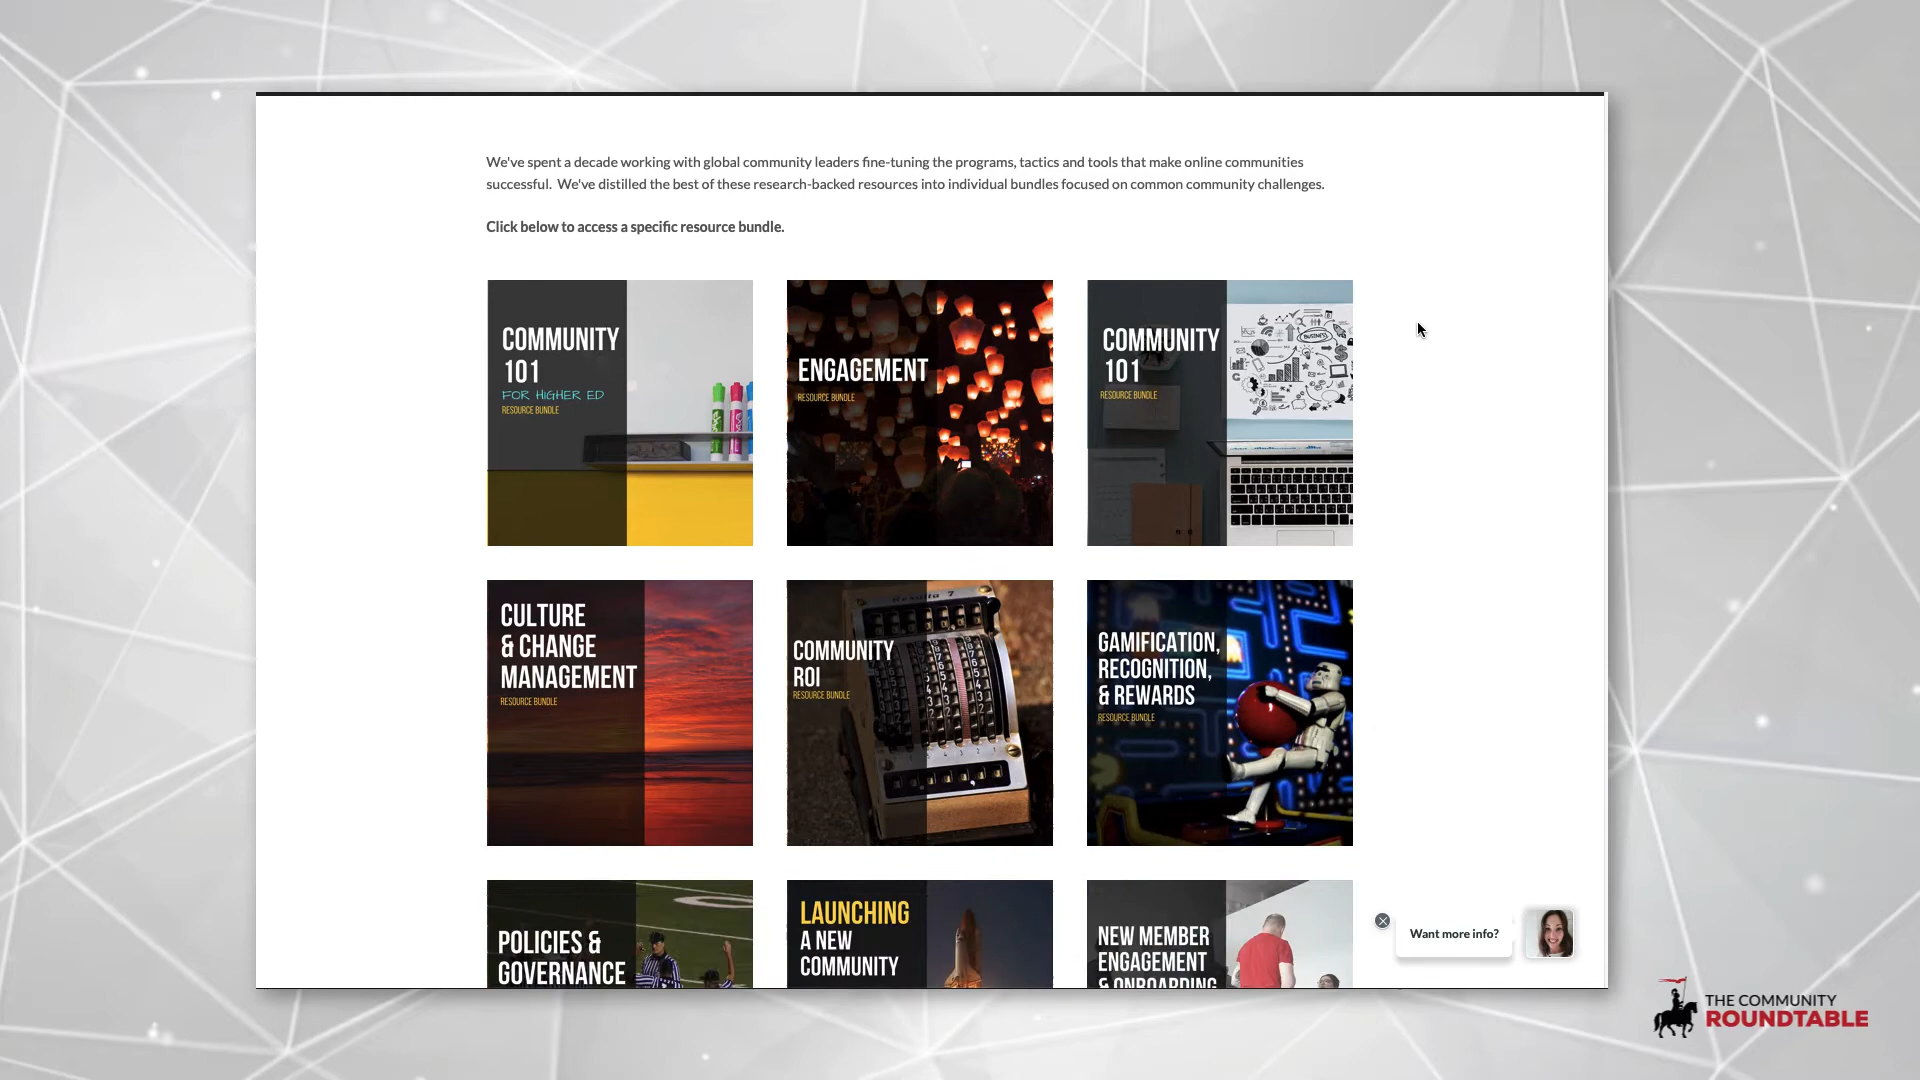 We've spent a decade working with global community leaders fine-tuning the programs, tactics and tools that make online communities
successful.  We've distilled the best of these research-backed resources into individual bundles focused on common community challenges.
Click below to access a specific resource bundle.
COMMUNITY
101
FOR HIGHER ED
RESOURCE BUNDLE
ENGAGEMENT
RESOURCE BUNDLE
COMMUNITY
101
RESOURCE BUNDLE
BUSINESS
CULTURE
& CHANGE
MANAGEMENT
RESOURCE BUNDLE
COMMUNITY
ROI
RESOURCE BUNDLE
Resulta 7
GAMIFICATION,
RECOGNITION,
& REWARDS
RESOURCE BUNDLE
POLICIES &
GOVERNANCE
LAUNCHING
A NEW
COMMUNITY
NEW MEMBER
ENGAGEMENT
& ONBOARDING
Want more info?
THE COMMUNITY
ROUNDTABLE